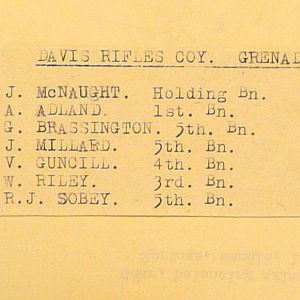 DAVIS RIFLES COY. GRENAD
J. McNAUGHT. Holding Bn.
A. ADLAND. 1st. Bn.
G. BRASSINGTON. 5th. Bn.
J. MILLARD. 5th. Bn.
V. GUNCILL. 4th. Bn.
W. RILEY. 3rd. Bn.
R.J. SOBEY. 5th. Bn.